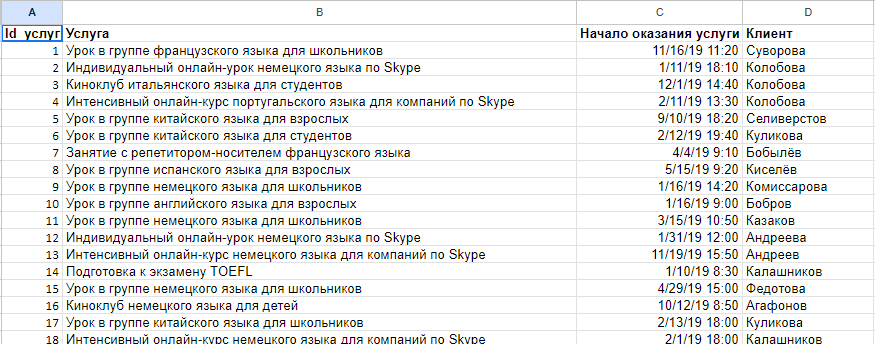 A B C D
Id_услуг Услуга Начало оказания услуги Клиент
1 Урок в группе французского языка для школьников 11/16/19 11:20 Суворова
2 Индивидуальный онлайн-урок немецкого языка по Skype 1/11/19 18:10 Колобова
3 Киноклуб итальянского языка для студентов 12/1/19 14:40 Колобова
4 Интенсивный онлайн-курс португальского языка для компаний по Skype 2/11/19 13:30 Колобова
5 Урок в группе китайского языка для взрослых 9/10/19 18:20 Селиверстов
6 Урок в группе китайского языка для студентов 2/12/19 19:40 Куликова
7 Занятие с репетитором-носителем французского языка 4/4/19 9:10 Бобылёв
8 Урок в группе испанского языка для взрослых 5/15/19 9:20 Киселёв
9 Урок в группе немецкого языка для школьников 1/16/19 14:20 Комиссарова
10 Урок в группе английского языка для взрослых 1/16/19 9:00 Бобров
11 Урок в группе немецкого языка для школьников 3/15/19 10:50 Казаков
12 Индивидуальный онлайн-урок немецкого языка по Skype 1/31/19 12:00 Андреева
13 Интенсивный онлайн-курс немецкого языка для компаний по Skype 11/19/19 15:50 Андреев
14 Подготовка к экзамену TOEFL 1/10/19 8:30 Калашников
15 Урок в группе немецкого языка для школьников 4/29/19 15:00 Федотова
16 Киноклуб немецкого языка для детей 10/12/19 8:50 Агафонов
17 Урок в группе китайского языка для школьников 2/13/19 18:00 Куликова
18 Интенсивный онлайн-курс немецкого языка для компаний по Skype 2/1/19 18:00 Калашников